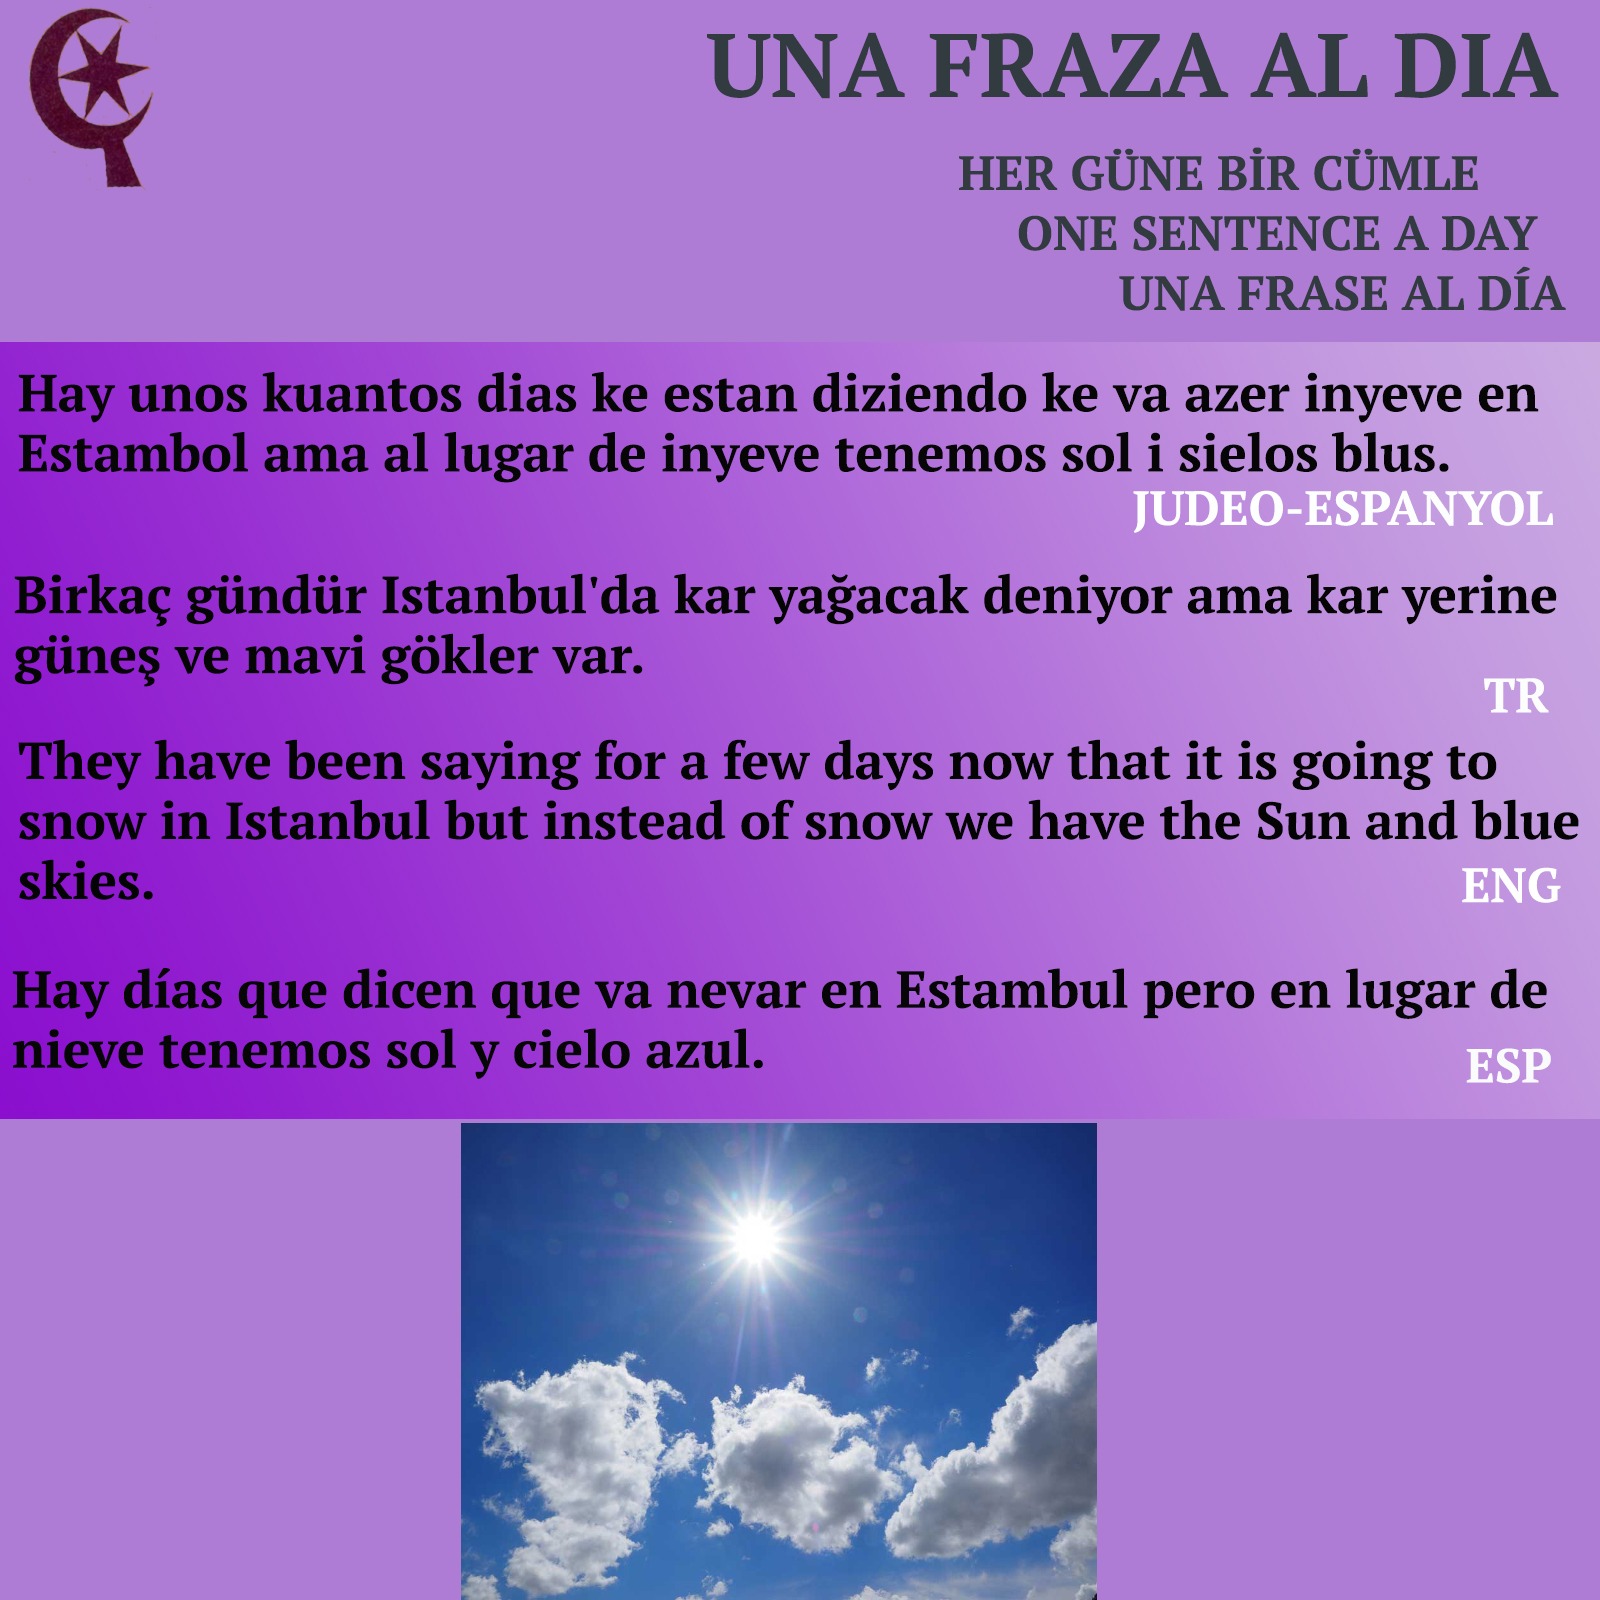 UNA FRAZA AL DIA
HER GÜNE BİR CÜMLE
ONE SENTENCE A DAY
UNA FRASE AL DÍA
Hay unos kuantos dias ke estan diziendo ke va azer inyeve en
Estambol ama al lugar de inyeve tenemos sol i sielos blus.
JUDEO-ESPANYOL
Birkaç gündür Istanbul'da kar yağacak deniyor ama kar yerine
güneş ve mavi gökler var.
TR
They have been saying for a few days now that it is going to
snow in Istanbul but instead of snow we have the Sun and blue
skies.
ENG
Hay días que dicen que va nevar en Estambul pero en lugar de
nieve tenemos sol y cielo azul.
ESP